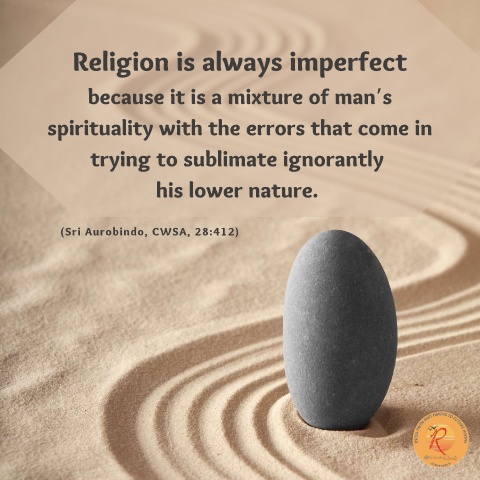 Religion is always imperfect
because it is a mixture of man's
spirituality with the errors that come in
trying to sublimate ignorantly
his lower nature.
(Sri Aurobindo, CWSA, 28:412)
R